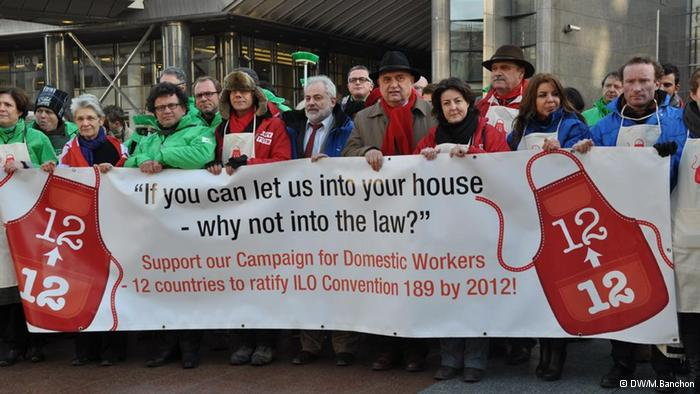 "If you can let us into your house
- why not into the law?"
Support our Campaign for Domestic Workers
- 12 countries to ratify ILO Convention 189 by 2012!
12
12
12
12
© DW/M.Banchon